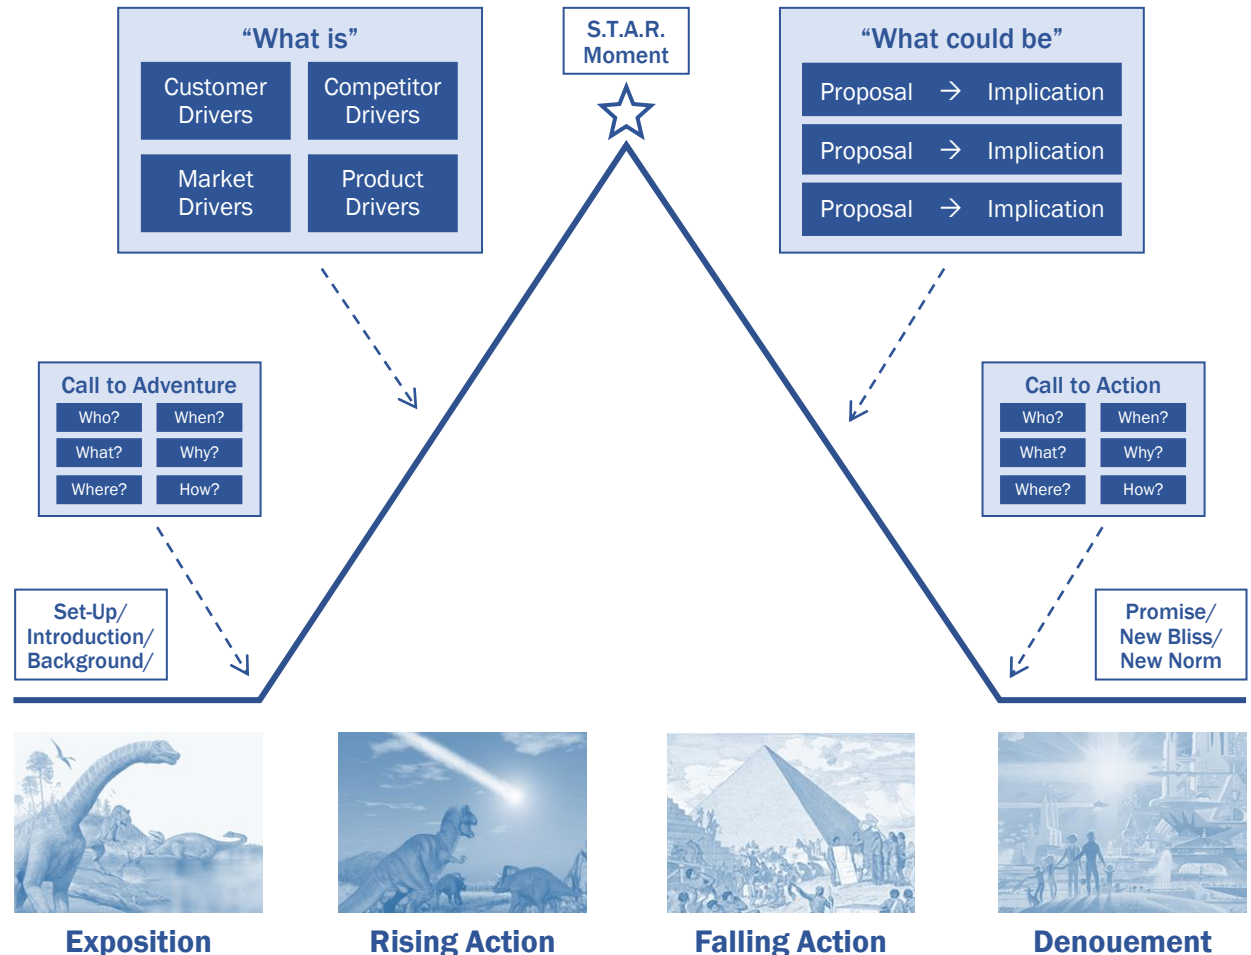 “What is”
Customer
Drivers
Competitor
Drivers
Market
Drivers
Product
Drivers
S.T.A.R.
Moment
“What could be”
Proposal → Implication
Proposal → Implication
Proposal → Implication
Call to Adventure
Who?
When?
What?
Why?
Where?
How?
Call to Action
Who?
When?
What?
Why?
Where?
How?
Set-Up/
Introduction/
Background/
Promise/
New Bliss/
New Norm
Exposition
Rising Action
Falling Action
Denouement